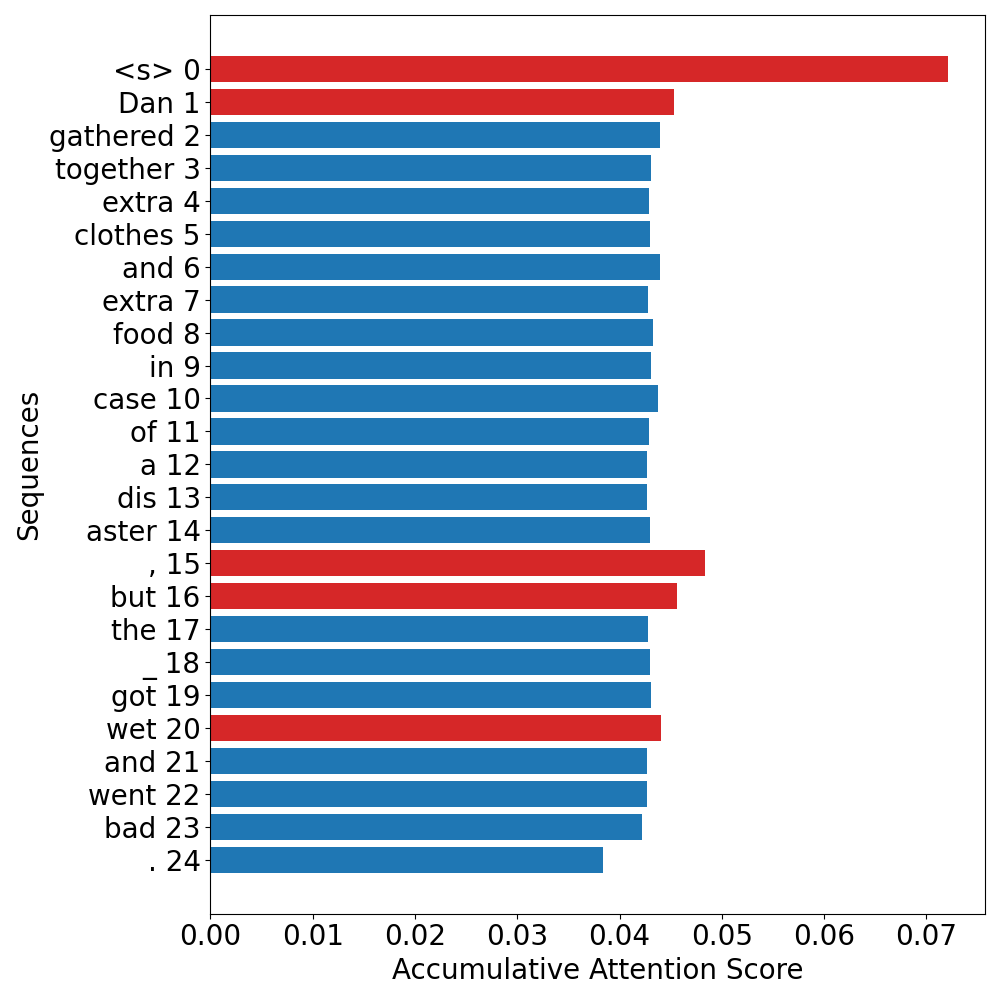 <s> 0
Dan 1
gathered 2
together 3
extra 4
clothes 5
and 6
extra 7
food 8
in 9
case 10
of 11
a 12
dis 13
aster 14
, 15
but 16
the 17
_ 18
got 19
wet 20
and 21
went 22
bad 23
. 24
Sequences
0.00 0.01 0.02 0.03 0.04 0.05 0.06 0.07
Accumulative Attention Score